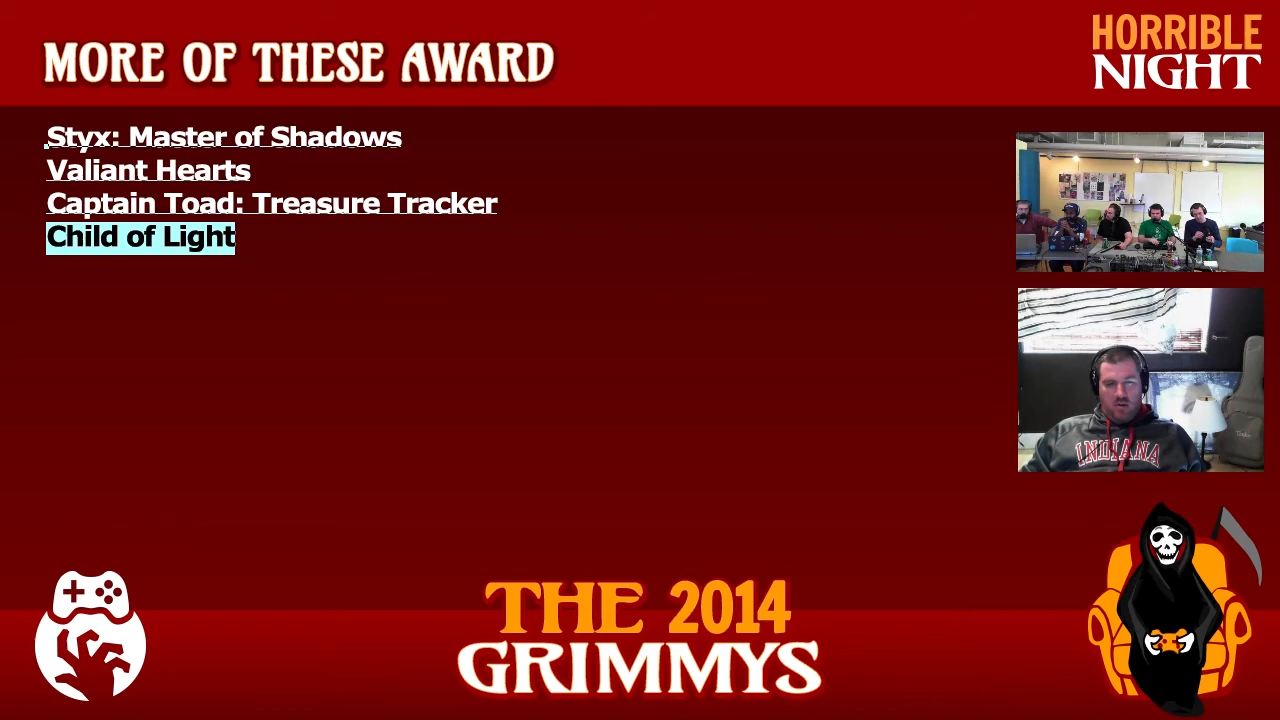 MORE OF THESE AWARD
HORRIBLE
NIGHT
Styx: Master of Shadows
Valiant Hearts
Captain Toad: Treasure Tracker
Child of Light
INDIANA
THE 2014
GRIMMYS